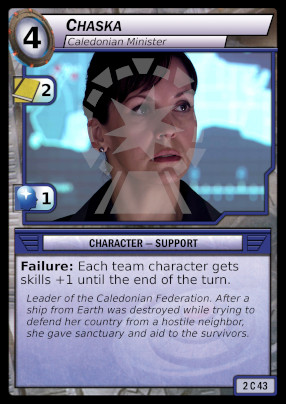 4
CHASKA
Caledonian Minister
2
1
CHARACTER – SUPPORT
Failure: Each team character gets
skills +1 until the end of the turn.
Leader of the Caledonian Federation. After a
ship from Earth was destroyed while trying to
defend her country from a hostile neighbor,
she gave sanctuary and aid to the survivors.
2 C 43